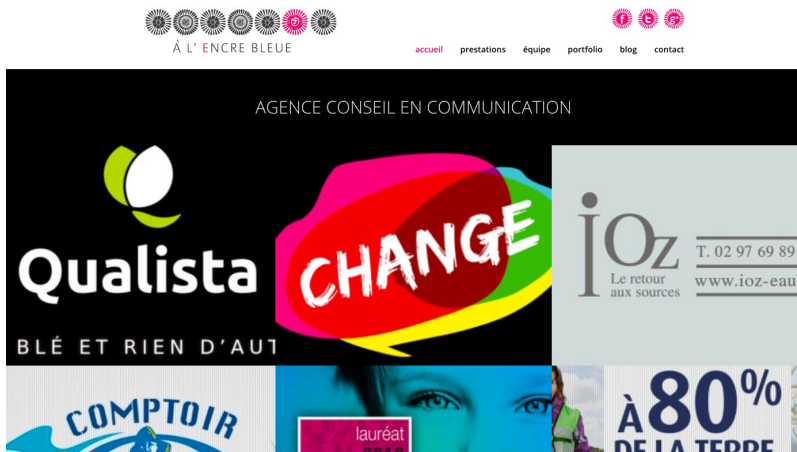 À L' ENCRE BLEUE
accueil prestations équipe portfolio blog contact
AGENCE CONSEIL EN COMMUNICATION
Qualista
BLÉ ET RIEN D'AUT
CHANGE
iOz
Le retour
aux sources
T. 02 97 69 89
www.ioz-eau
COMPTOIR
lauréat
À 80%
DE LA TERRE